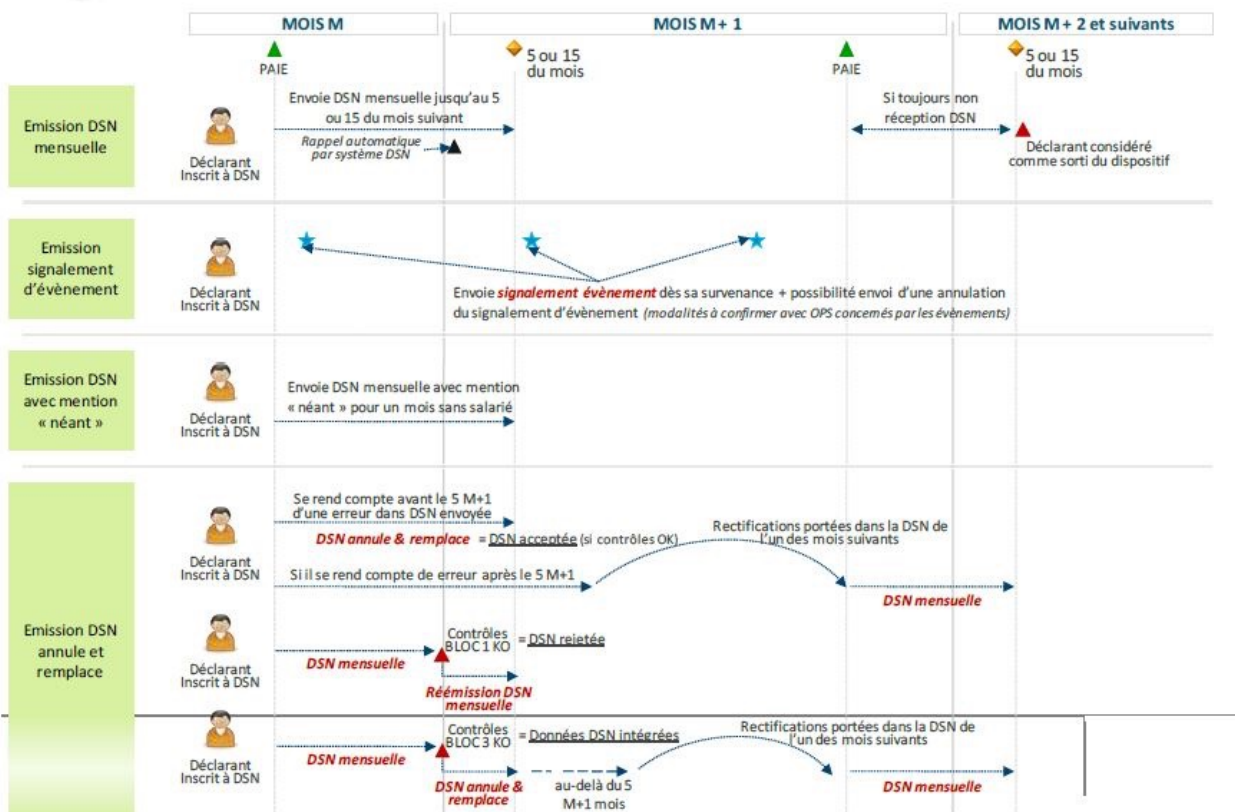 MOIS M
MOIS M + 1
MOIS M + 2 et suivants
PAIE
5 ou 15
du mois
PAIE
5 ou 15
du mois
Emission DSN
mensuelle
Déclarant
Inscrit à DSN
Envoie DSN mensuelle jusqu'au 5
ou 15 du mois suivant
Rappel automatique
par système DSN
Si toujours non
réception DSN
Déclarant considéré
comme sorti du dispositif
Emission
signalement
d'évènement
Déclarant
Inscrit à DSN
Envoie signalement évènement dès sa survenance + possibilité envoi d'une annulation
du signalement d'évènement (modalités à confirmer avec OPS concernés par les évènements)
Emission DSN
avec mention
« néant »
Déclarant
Inscrit à DSN
Envoie DSN mensuelle avec mention
« néant » pour un mois sans salarié
Emission DSN
annule et
remplace
Déclarant
Inscrit à DSN
Se rend compte avant le 5 M+1
d'une erreur dans DSN envoyée
DSN annule & remplace = DSN acceptée (si contrôles OK)
Si il se rend compte de erreur après le 5 M+1
Rectifications portées dans la DSN de
l'un des mois suivants
DSN mensuelle
Déclarant
Inscrit à DSN
DSN mensuelle
Contrôles
BLOC 1 KO
= DSN rejetée
Réémission DSN
mensuelle
Déclarant
Inscrit à DSN
DSN mensuelle
Contrôles
BLOC 3 KO
= Données DSN intégrées
DSN annule &
remplace
au-delà du 5
M+1 mois
Rectifications portées dans la DSN de
l'un des mois suivants
DSN mensuelle